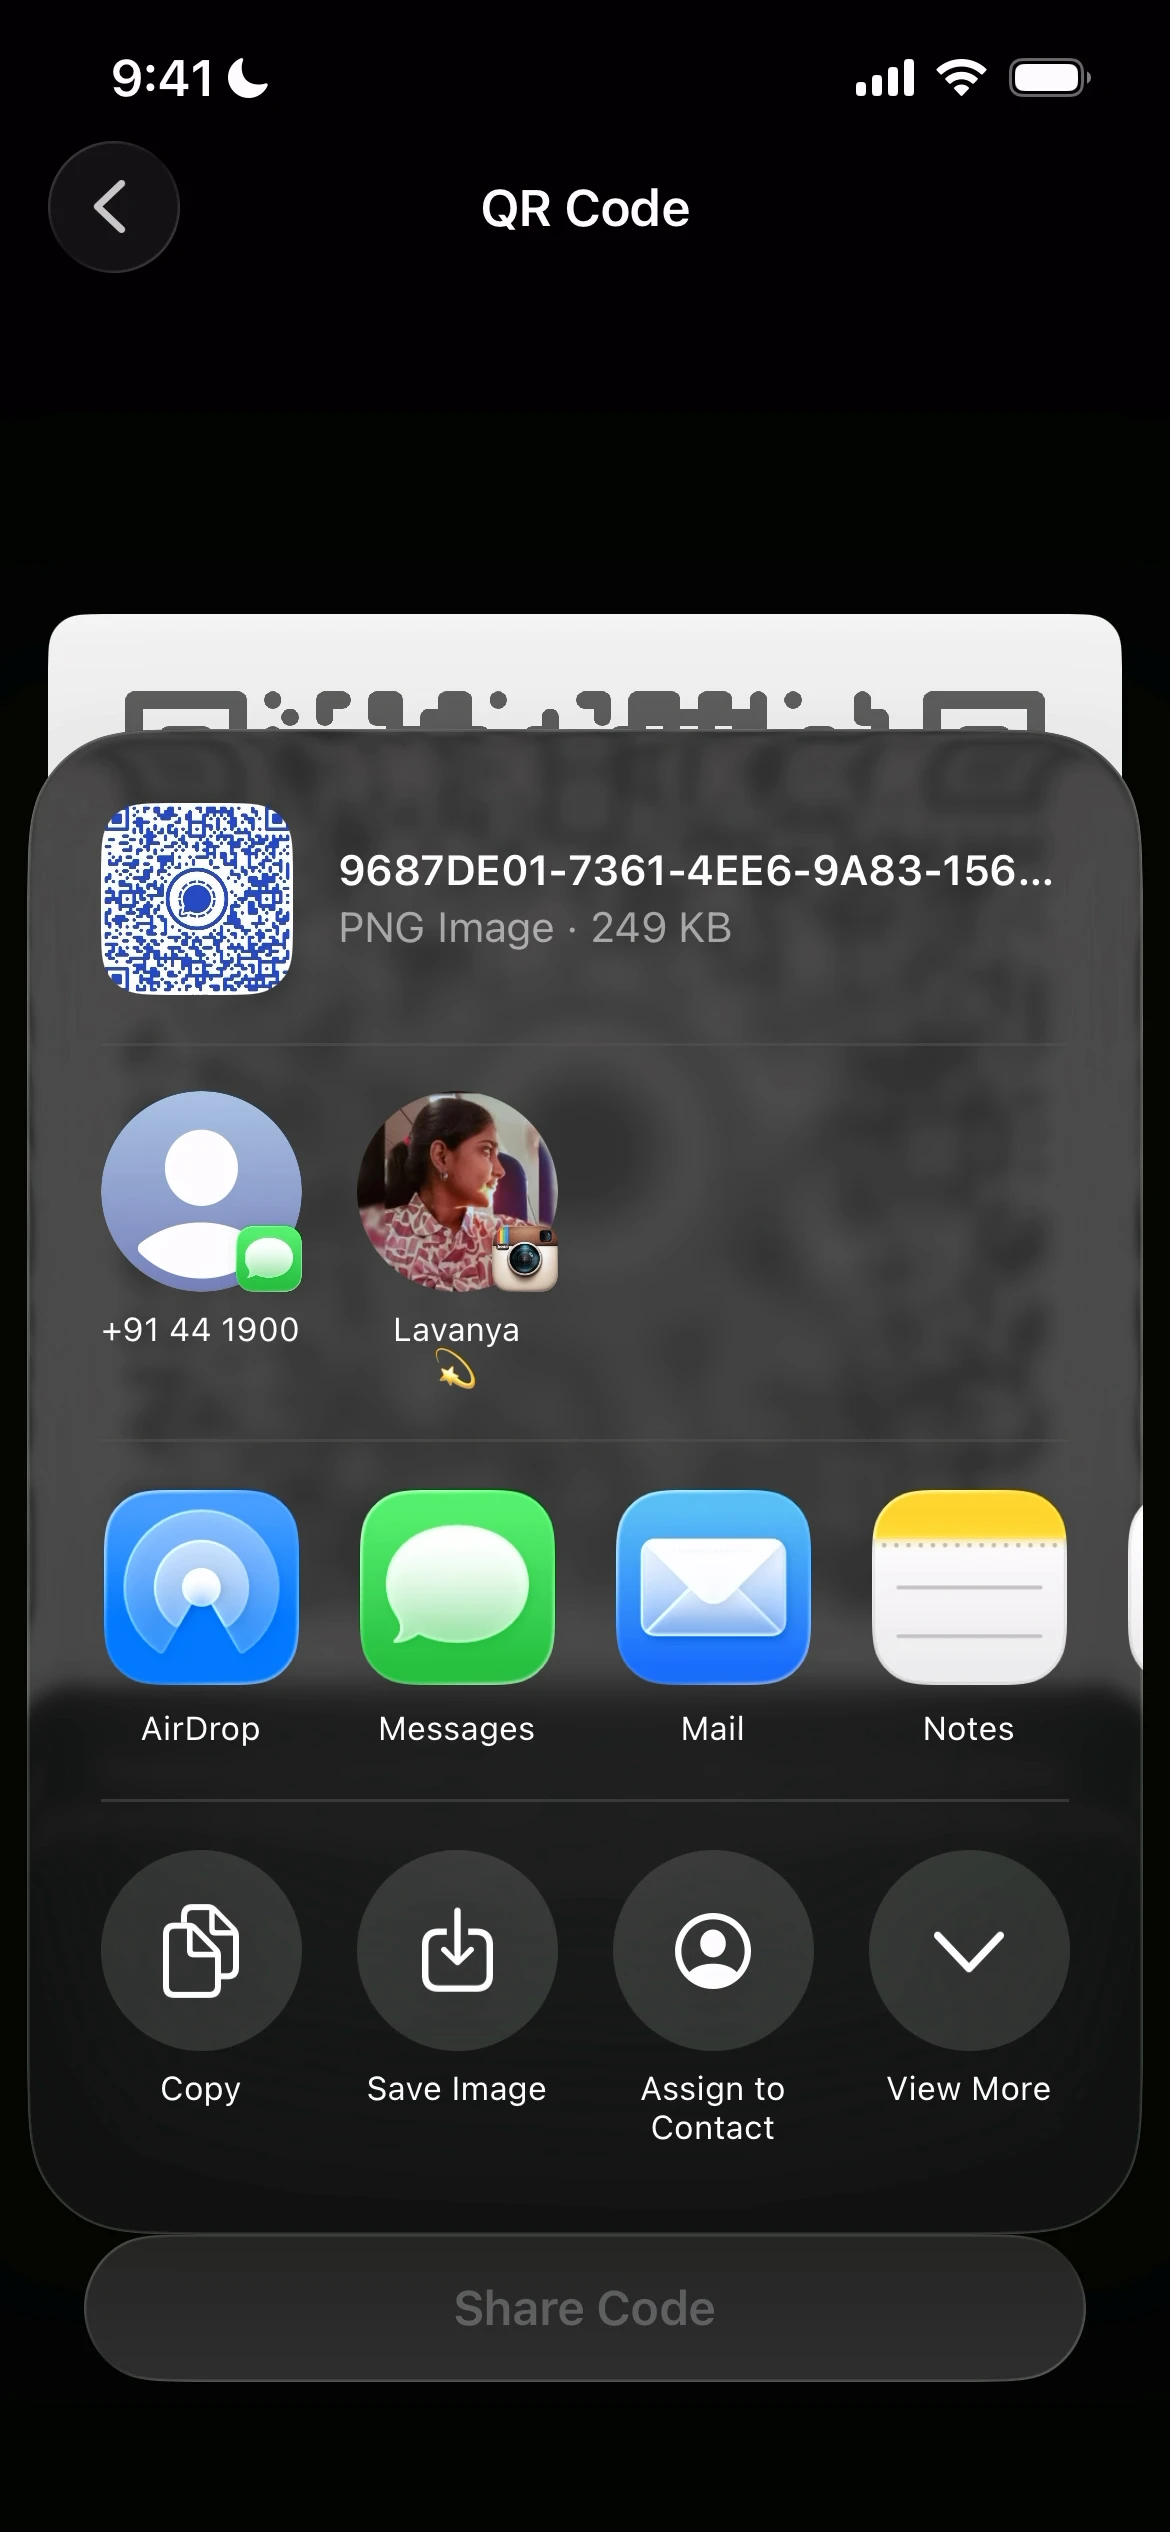 9:41
QR Code
9687DE01-7361-4EE6-9A83-156...
PNG Image · 249 KB
+91 44 1900
Lavanya
💫
AirDrop
Messages
Mail
Notes
Copy
Save Image
Assign to
Contact
View More
Share Code